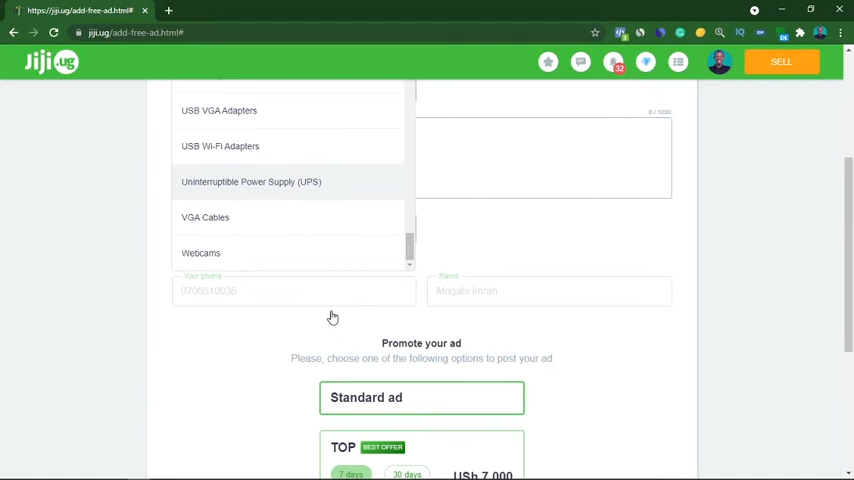 https://jiji.ug/add-free-ad.html#
jiji.ug/add-free-ad.html#
Jiji.ug
32
SELL
USB VGA Adapters
0 / 1000
USB Wi-Fi Adapters
Uninterruptible Power Supply (UPS)
VGA Cables
Webcams
Your phone
0706510036
Name
Mugabi Imran
Promote your ad
Please, choose one of the following options to post your ad
Standard ad
TOP BEST OFFER
7 days 30 days USh 7,000